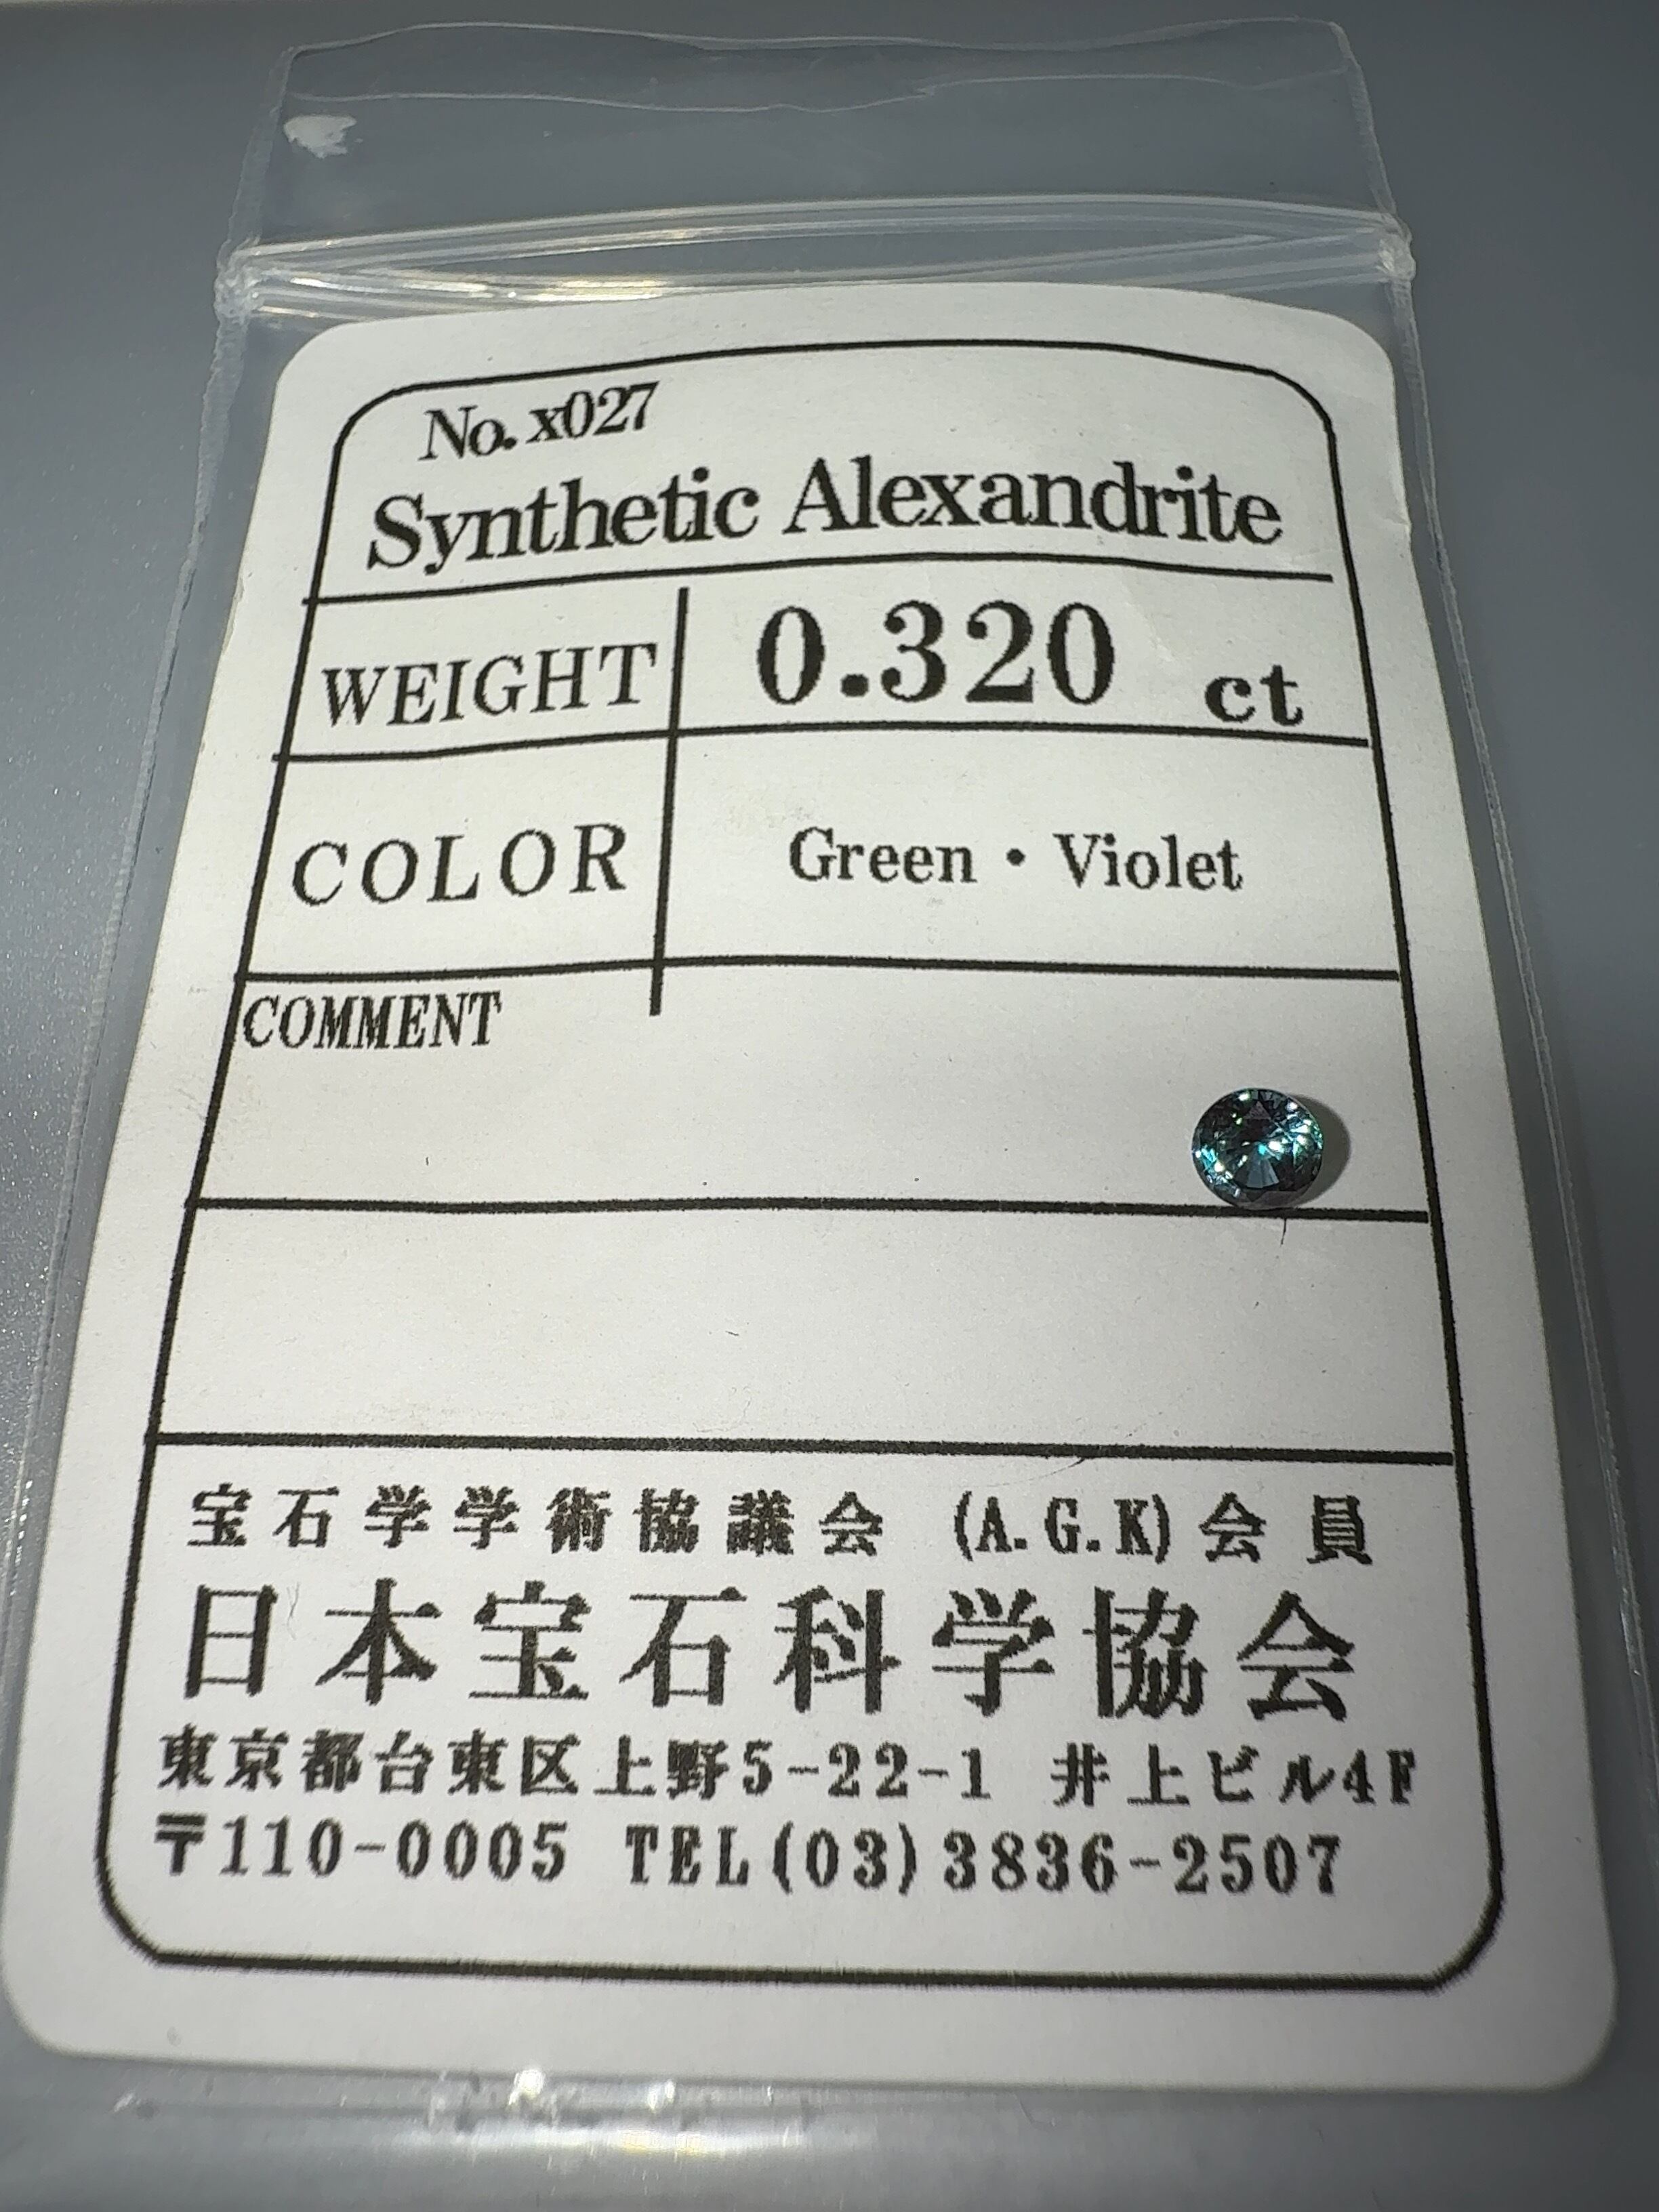 No. x027
Synthetic Alexandrite
WEIGHT 0.320 ct
COLOR Green・Violet
COMMENT
宝石学学術協議会 (A.G.K)会員
日本宝石科学協会
東京都台東区上野5-22-1 井上ビル4F
〒110-0005 TEL(03)3836-2507